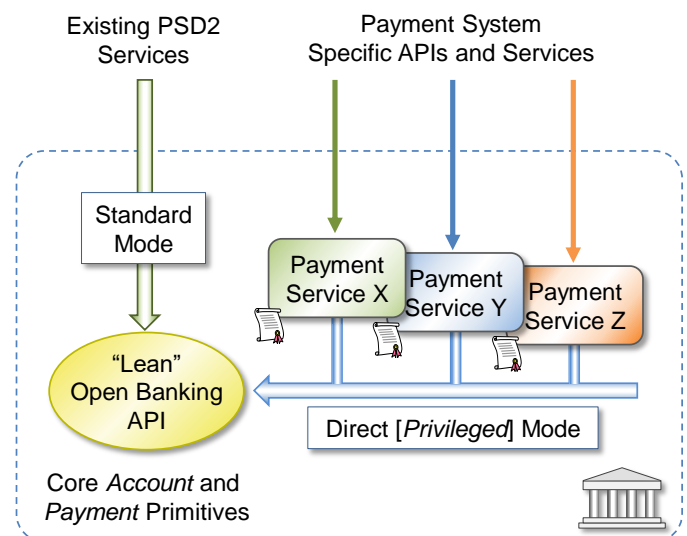 Existing PSD2
Services
Payment System
Specific APIs and Services
Standard
Mode
Payment
Service X
Payment
Service Y
Payment
Service Z
“Lean”
Open Banking
API
Direct [Privileged] Mode
Core Account and
Payment Primitives